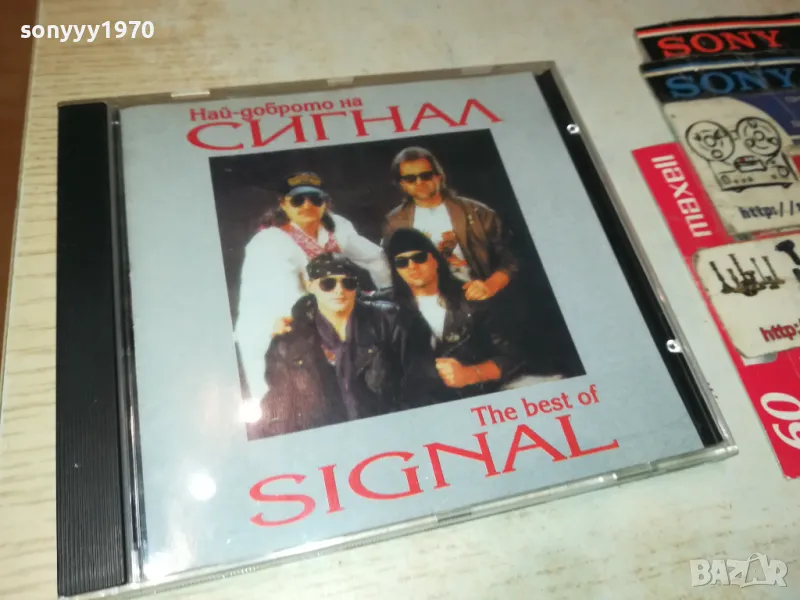 sonyyy1970
Най-доброто на
СИГНАЛ
The best of
SIGNAL
SONY
SONY
maxell
http://
http:/
60
BAZAR